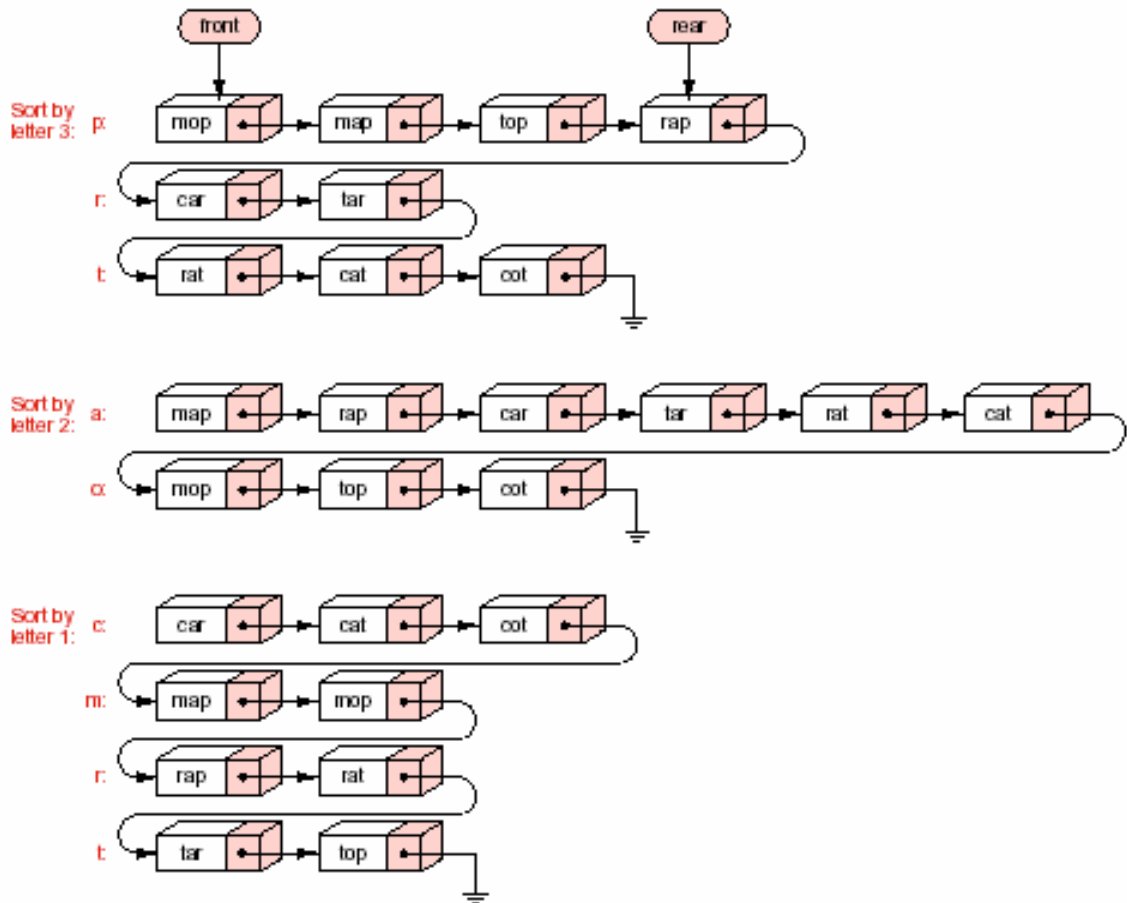 front rear
Sort by
letter 3: p: mop map top rap
r: car tar
t: rat cat cot
Sort by
letter 2: a: map rap car tar rat cat
o: mop top cot
Sort by
letter 1: c: car cat cot
m: map mop
r: rap rat
t: tar top